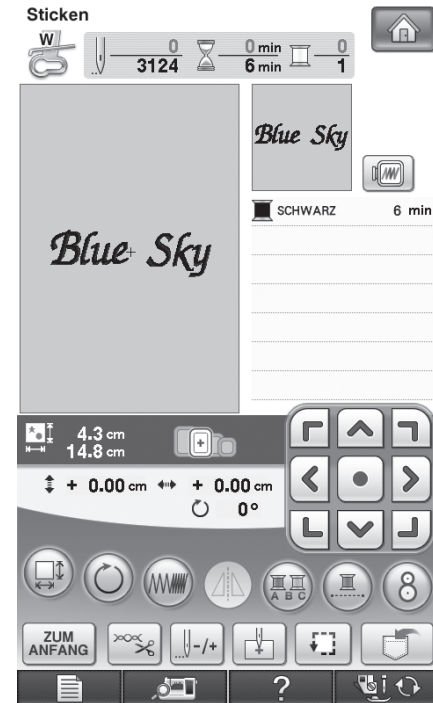 Sticken
W
0 0 min 0
3124 6 min 1
Blue Sky
Blue Sky
SCHWARZ 6 min
4.3 cm
14.8 cm
+ 0.00 cm + 0.00 cm
0°
A B C
8
ZUM ANFANG
-/+
?